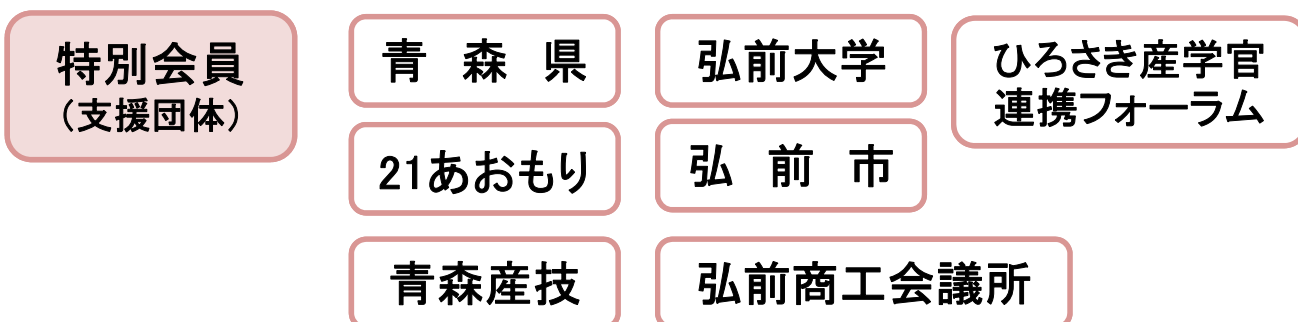 特別会員
（支援団体）
青　森　県
弘前大学
ひろさき産学官
連携フォーラム
21あおもり
弘　前　市
青森産技
弘前商工会議所